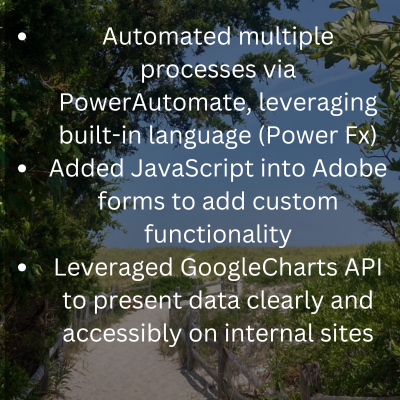 • Automated multiple
processes via
PowerAutomate, leveraging
built-in language (Power Fx)
• Added JavaScript into Adobe
forms to add custom
functionality
• Leveraged GoogleCharts API
to present data clearly and
accessibly on internal sites